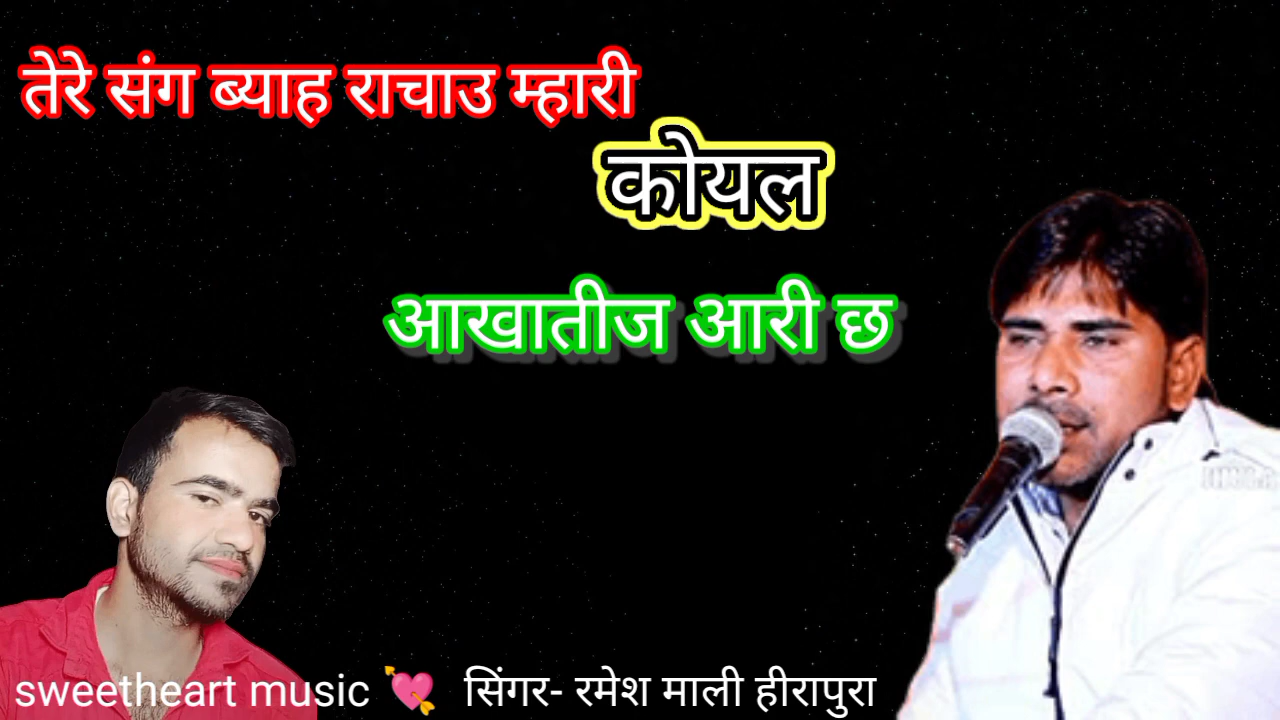 तेरे संग ब्याह राचाउ म्हारी
कोयल
आखातीज आरी छ
sweetheart music 💘 सिंगर- रमेश माली हीरापुरा